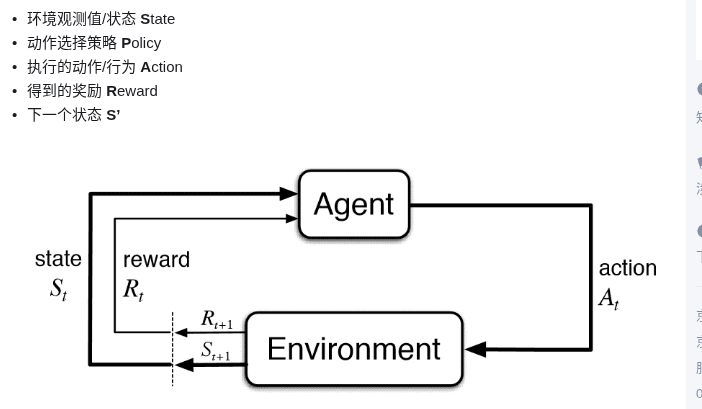 • 环境观测值/状态 State
• 动作选择策略 Policy
• 执行的动作/行为 Action
• 得到的奖励 Reward
• 下一个状态 S’
Agent
state
S_t
reward
R_t
action
A_t
R_{t+1}
S_{t+1}
Environment